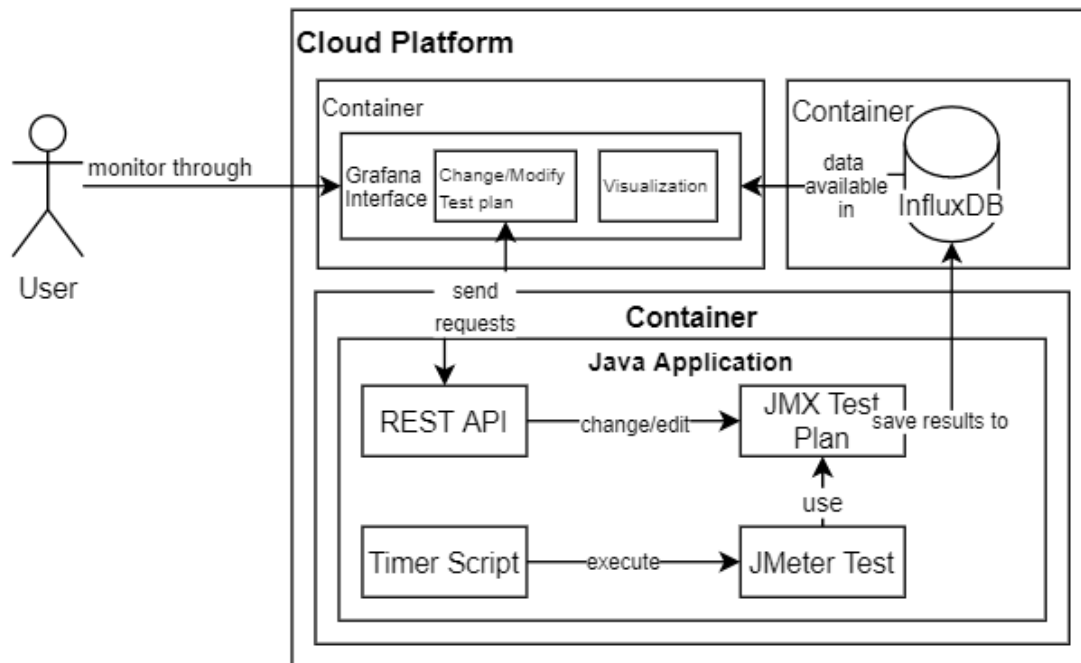 Cloud Platform
Container
Container
monitor through
Grafana
Interface
Change/Modify
Test plan
Visualization
data
available
in
InfluxDB
User
send
requests
Container
Java Application
REST API
change/edit
JMX Test
Plan
save results to
use
Timer Script
execute
JMeter Test